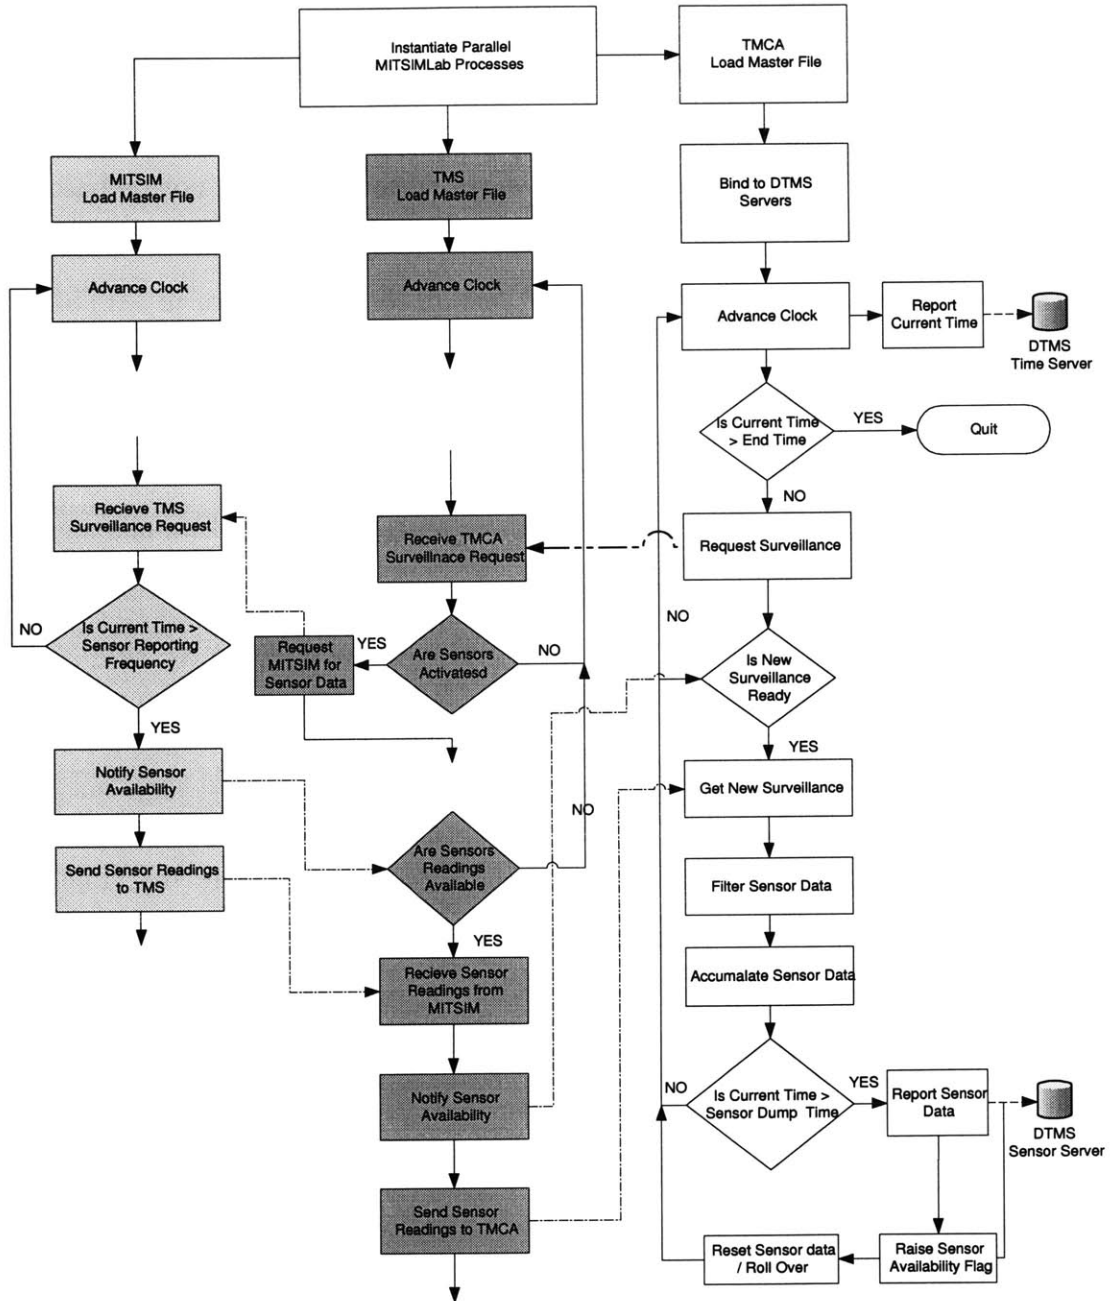 Instantiate Parallel
MITSIMLab Processes
TMCA
Load Master File
MITSIM
Load Master File
TMS
Load Master File
Bind to DTMS
Servers
Advance Clock
Advance Clock
Advance Clock
Report
Current Time
DTMS
Time Server
Is Current Time
> End Time
YES
Quit
NO
Recieve TMS
Surveillance Request
Receive TMCA
Surveillnace Request
Request Surveillance
NO
Is Current Time >
Sensor Reporting
Frequency
YES
Request
MITSIM for
Sensor Data
YES
Are Sensors
Activatesd
NO
NO
Is New
Surveillance
Ready
YES
Notify Sensor
Availability
Get New Surveillance
NO
Send Sensor Readings
to TMS
Are Sensors
Readings
Available
YES
Filter Sensor Data
Recieve Sensor
Readings from
MITSIM
Accumalate Sensor Data
Notify Sensor
Availability
NO
Is Current Time >
Sensor Dump Time
YES
Report Sensor
Data
DTMS
Sensor Server
Send Sensor
Readings to TMCA
Reset Sensor data
/ Roll Over
Raise Sensor
Availability Flag